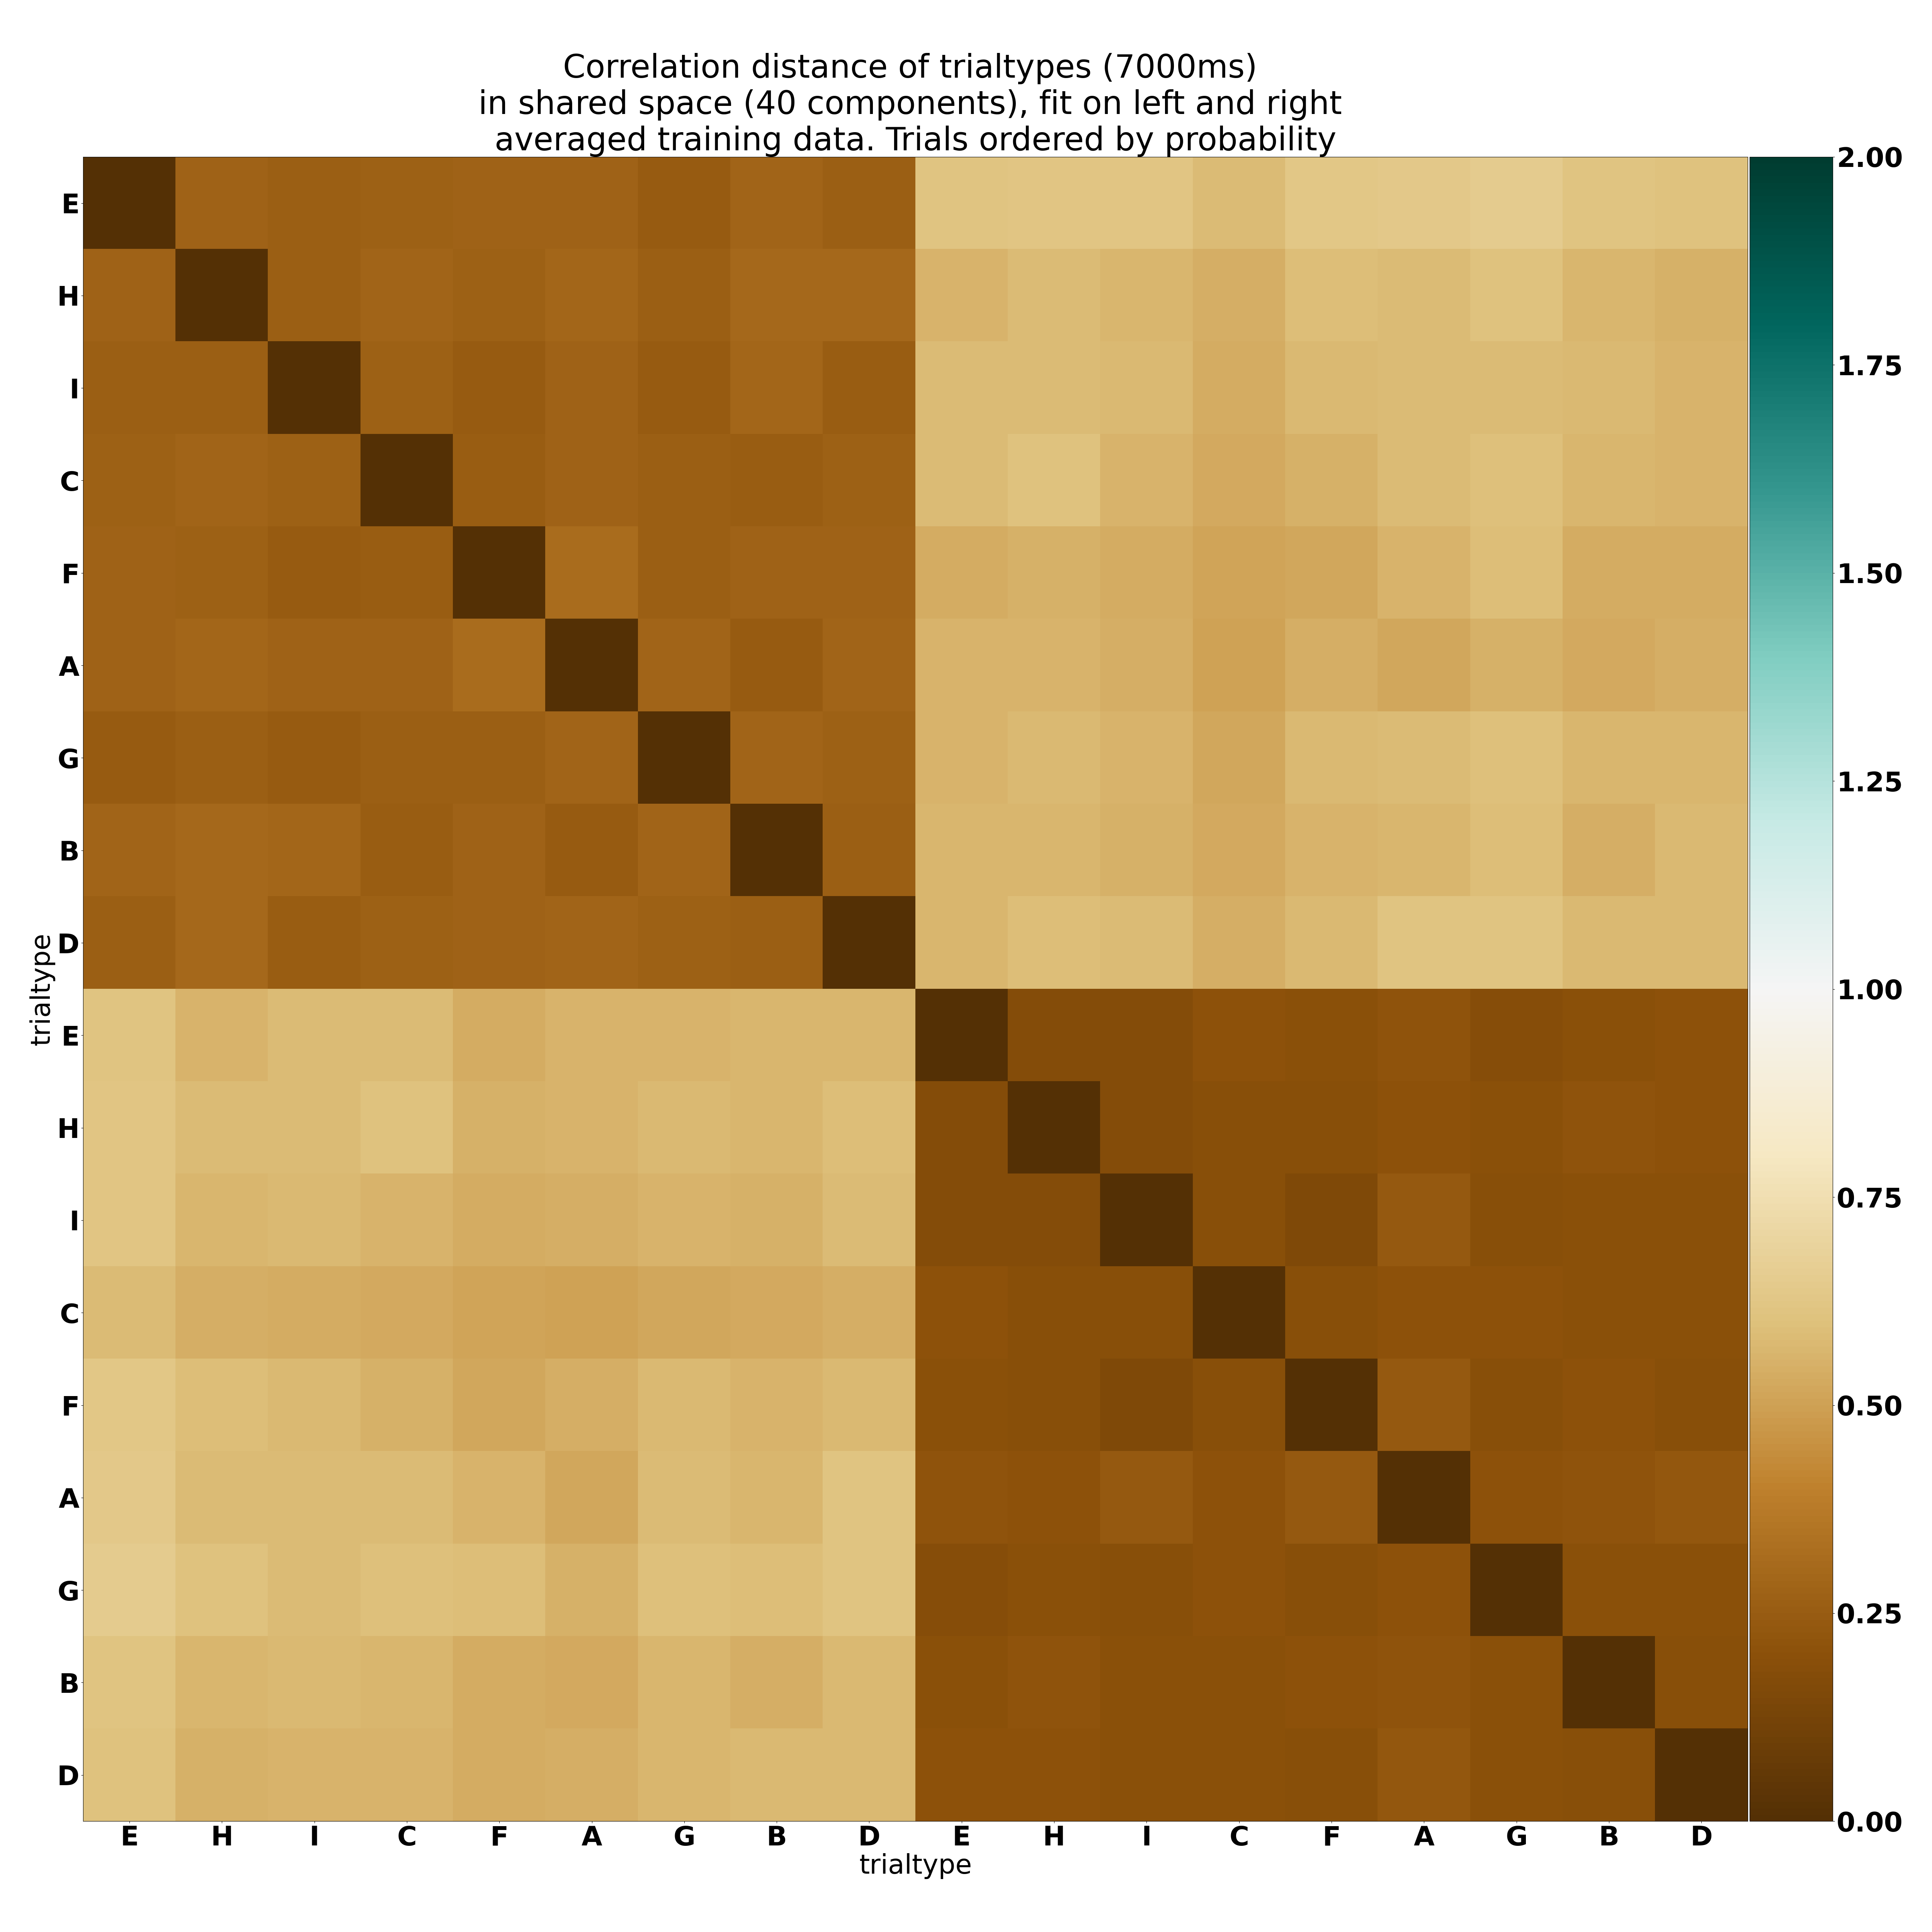 Correlation distance of trialtypes (7000ms)
in shared space (40 components), fit on left and right
averaged training data. Trials ordered by probability
trialtype
E
H
I
C
F
A
G
B
D
E
H
I
C
F
A
G
B
D
2.00
1.75
1.50
1.25
1.00
0.75
0.50
0.25
0.00
E H I C F A G B D E H I C F A G B D
trialtype